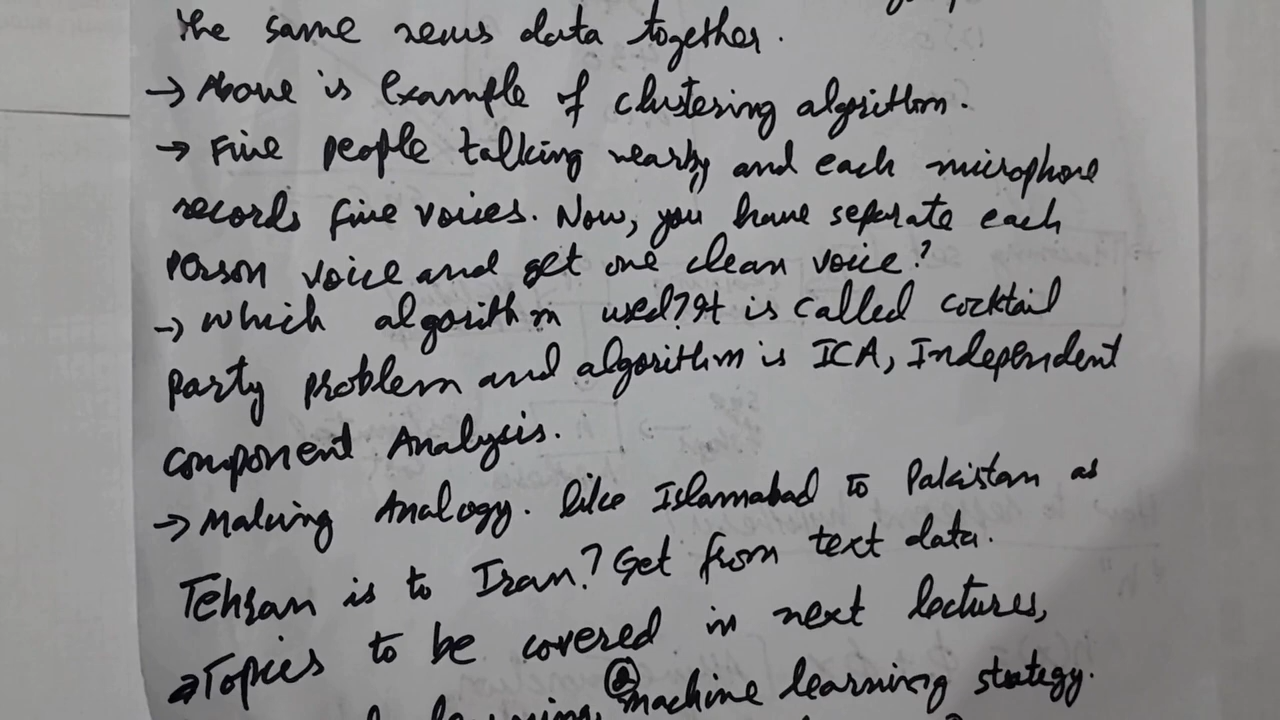 the same news data together.
→ Above is Example of clustering algorithm.
→ Five people talking nearby, and each microphone
records five voices. Now, you have separate each
person voice and get one clean voice?
→ which algorithm used? It is called cocktail
party problem and algorithm is ICA, Independent
component Analysis.
→ Making Analogy. like Islamabad to Pakistan as
Tehran is to Iran? Get from text data.
→ Topics to be covered in next lectures,
② machine learning strategy.